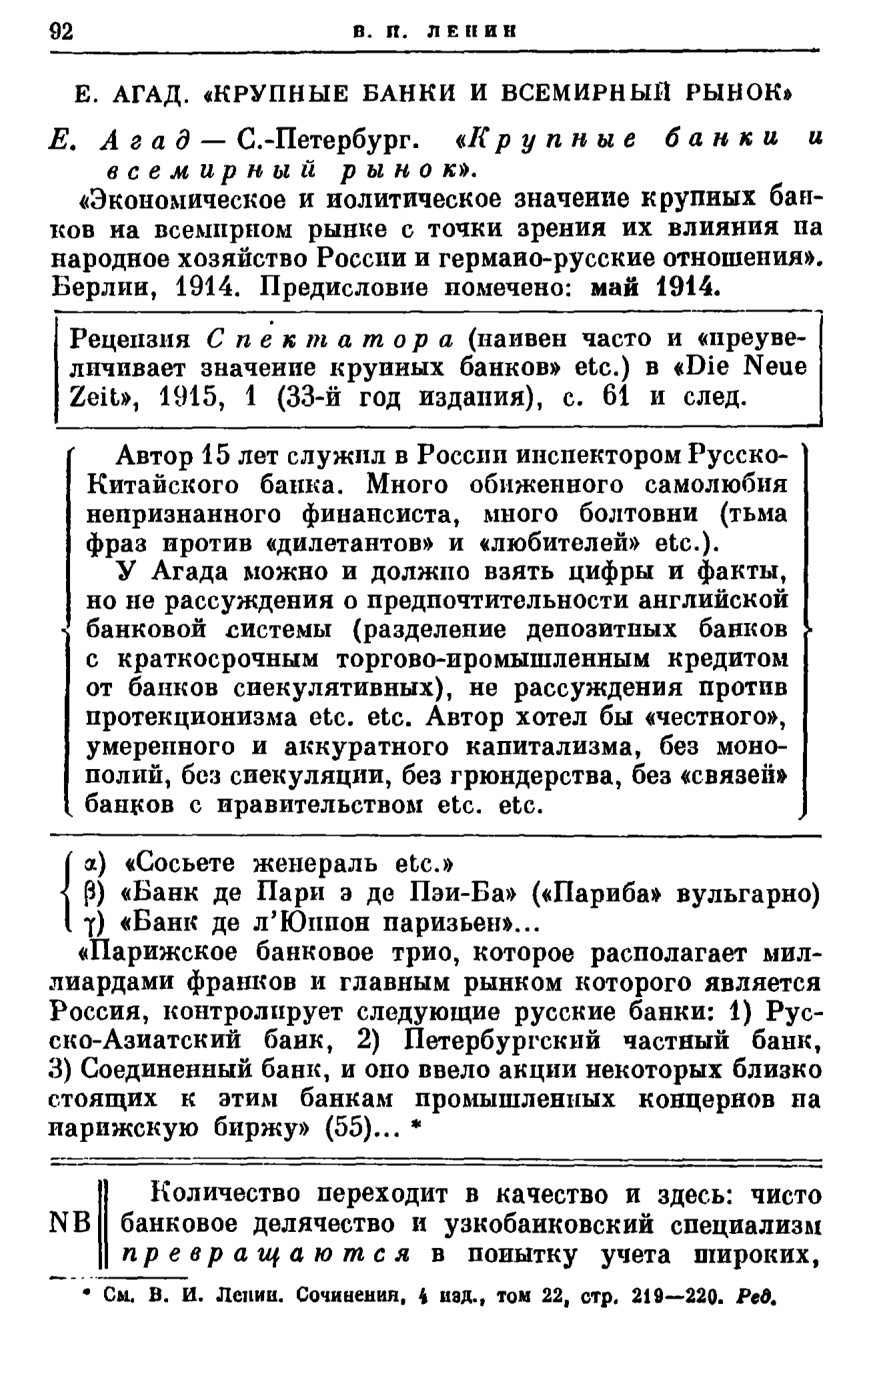 92 В. И. ЛЕНИН
Е. АГАД. «КРУПНЫЕ БАНКИ И ВСЕМИРНЫЙ РЫНОК»
Е. Агад — С.-Петербург. «Крупные банки и
всемирный рынок».
«Экономическое и политическое значение крупных бан-
ков на всемирном рынке с точки зрения их влияния на
народное хозяйство России и германо-русские отношения».
Берлин, 1914. Предисловие помечено: май 1914.
Рецензия Спектатора (наивен часто и «преуве-
личивает значение крупных банков» etc.) в «Die Neue
Zeit», 1915, 1 (33-й год издания), с. 61 и след.
Автор 15 лет служил в России инспектором Русско-
Китайского банка. Много обиженного самолюбия
непризнанного финансиста, много болтовни (тьма
фраз против «дилетантов» и «любителей» etc.).
У Агада можно и должно взять цифры и факты,
но не рассуждения о предпочтительности английской
банковой системы (разделение депозитных банков
с краткосрочным торгово-промышленным кредитом
от банков спекулятивных), не рассуждения против
протекционизма etc. etc. Автор хотел бы «честного»,
умеренного и аккуратного капитализма, без моно-
полий, без спекуляции, без грюндерства, без «связей»
банков с правительством etc. etc.
α) «Сосьете женераль etc.»
β) «Банк де Пари э де Пэи-Ба» («Париба» вульгарно)
γ) «Банк де л’Юнион паризьен»...
«Парижское банковое трио, которое располагает мил-
лиардами франков и главным рынком которого является
Россия, контролирует следующие русские банки: 1) Рус-
ско-Азиатский банк, 2) Петербургский частный банк,
3) Соединенный банк, и оно ввело акции некоторых близко
стоящих к этим банкам промышленных концернов на
парижскую биржу» (55)... *
Количество переходит в качество и здесь: чисто
NB банковое делячество и узкобанковский специализм
превращаются в попытку учета широких,
* См. В. И. Ленин. Сочинения, 4 изд., том 22, стр. 219—220. Ред.